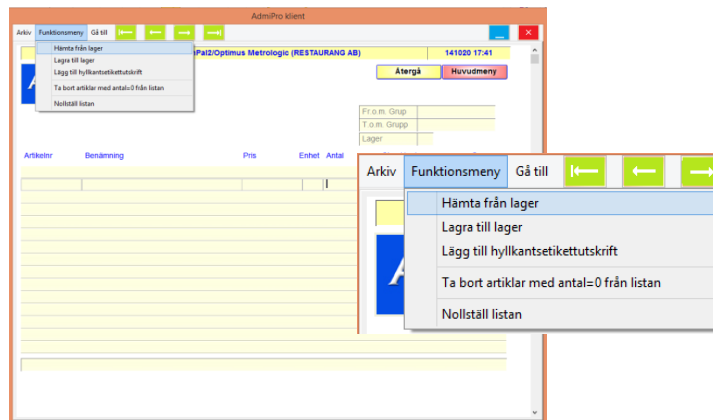 AdmiPro klient
Arkiv Funktionsmeny Gå till
Hämta från lager
Lagra till lager
Lägg till hyllkantsetikettutskrift
Ta bort artiklar med antal=0 från listan
Nollställ listan
Pal2/Optimus Metrologic (RESTAURANG AB) 141020 17:41
Återgå Huvudmeny
Fr.o.m. Grup
T.o.m. Grupp
Lager
Artikelnr Benämning Pris Enhet Antal
Arkiv Funktionsmeny Gå till
Hämta från lager
Lagra till lager
Lägg till hyllkantsetikettutskrift
Ta bort artiklar med antal=0 från listan
Nollställ listan